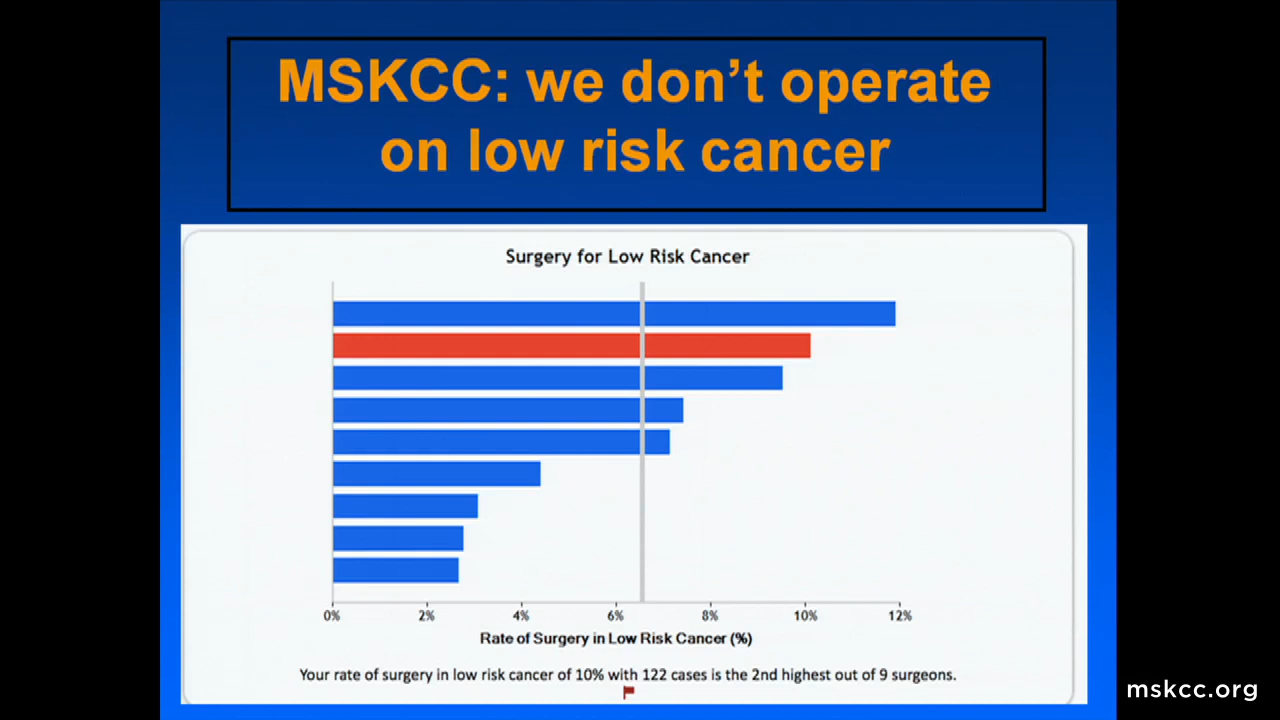 MSKCC: we don't operate
on low risk cancer
Surgery for Low Risk Cancer
0% 2% 4% 6% 8% 10% 12%
Rate of Surgery in Low Risk Cancer (%)
Your rate of surgery in low risk cancer of 10% with 122 cases is the 2nd highest out of 9 surgeons.
mskcc.org